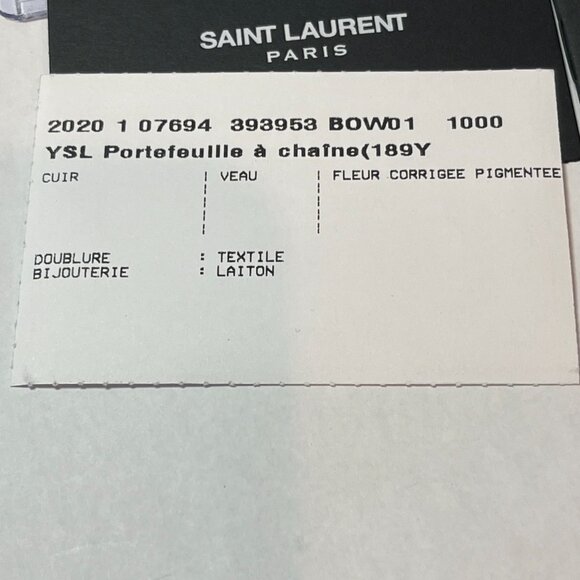 SAINT LAURENT
PARIS
2020 1 07694 393953 BOW01 1000
YSL Portefeuille à chaîne(189Y
CUIR | VEAU | FLEUR CORRIGEE PIGMENTEE
DOUBLURE : TEXTILE
BIJOUTERIE : LAITON